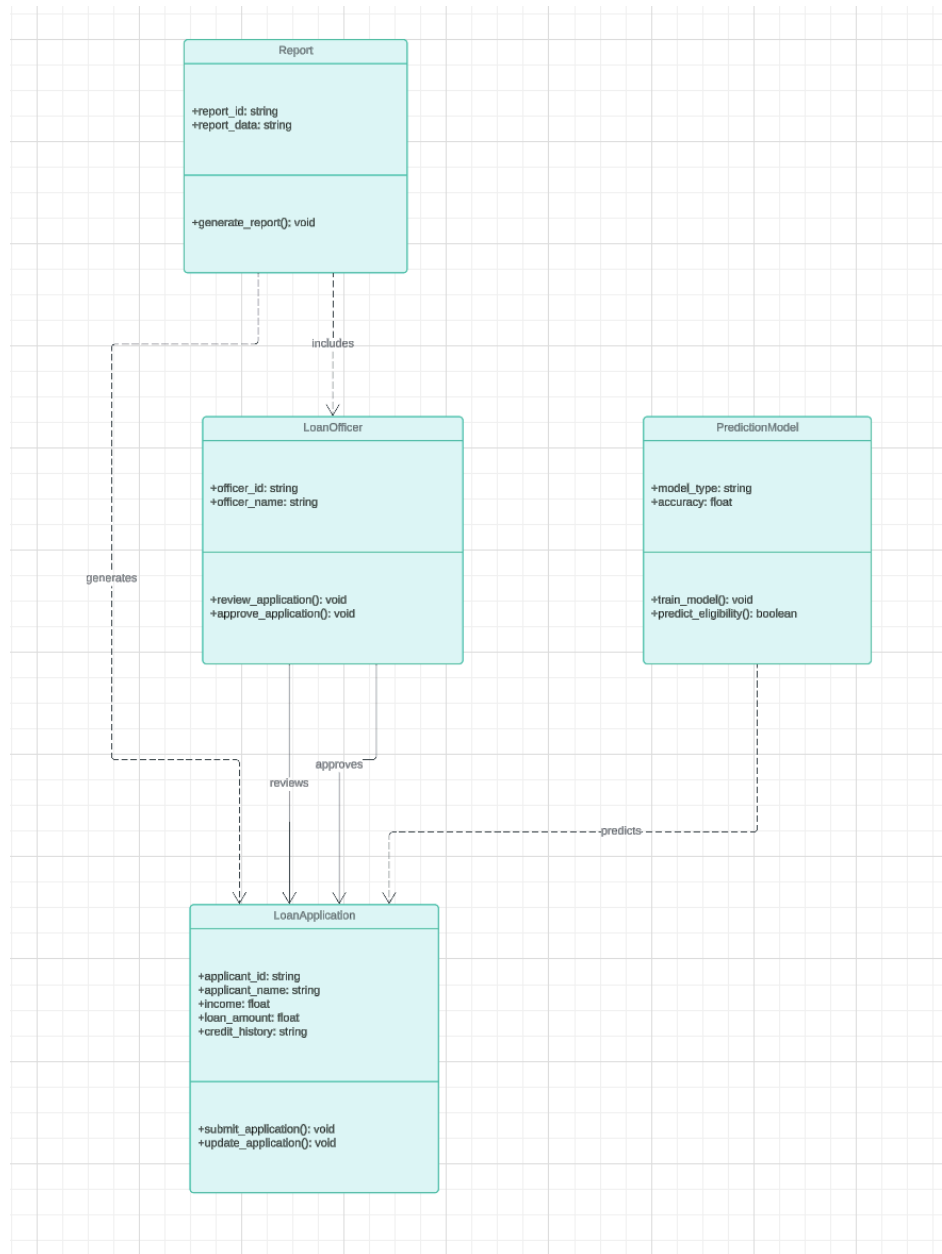 Report
+report_id: string
+report_data: string
+generate_report(): void
includes
LoanOfficer
+officer_id: string
+officer_name: string
+review_application(): void
+approve_application(): void
PredictionModel
+model_type: string
+accuracy: float
+train_model(): void
+predict_eligibility(): boolean
generates
approves
reviews
predicts
LoanApplication
+applicant_id: string
+applicant_name: string
+income: float
+loan_amount: float
+credit_history: string
+submit_application(): void
+update_application(): void